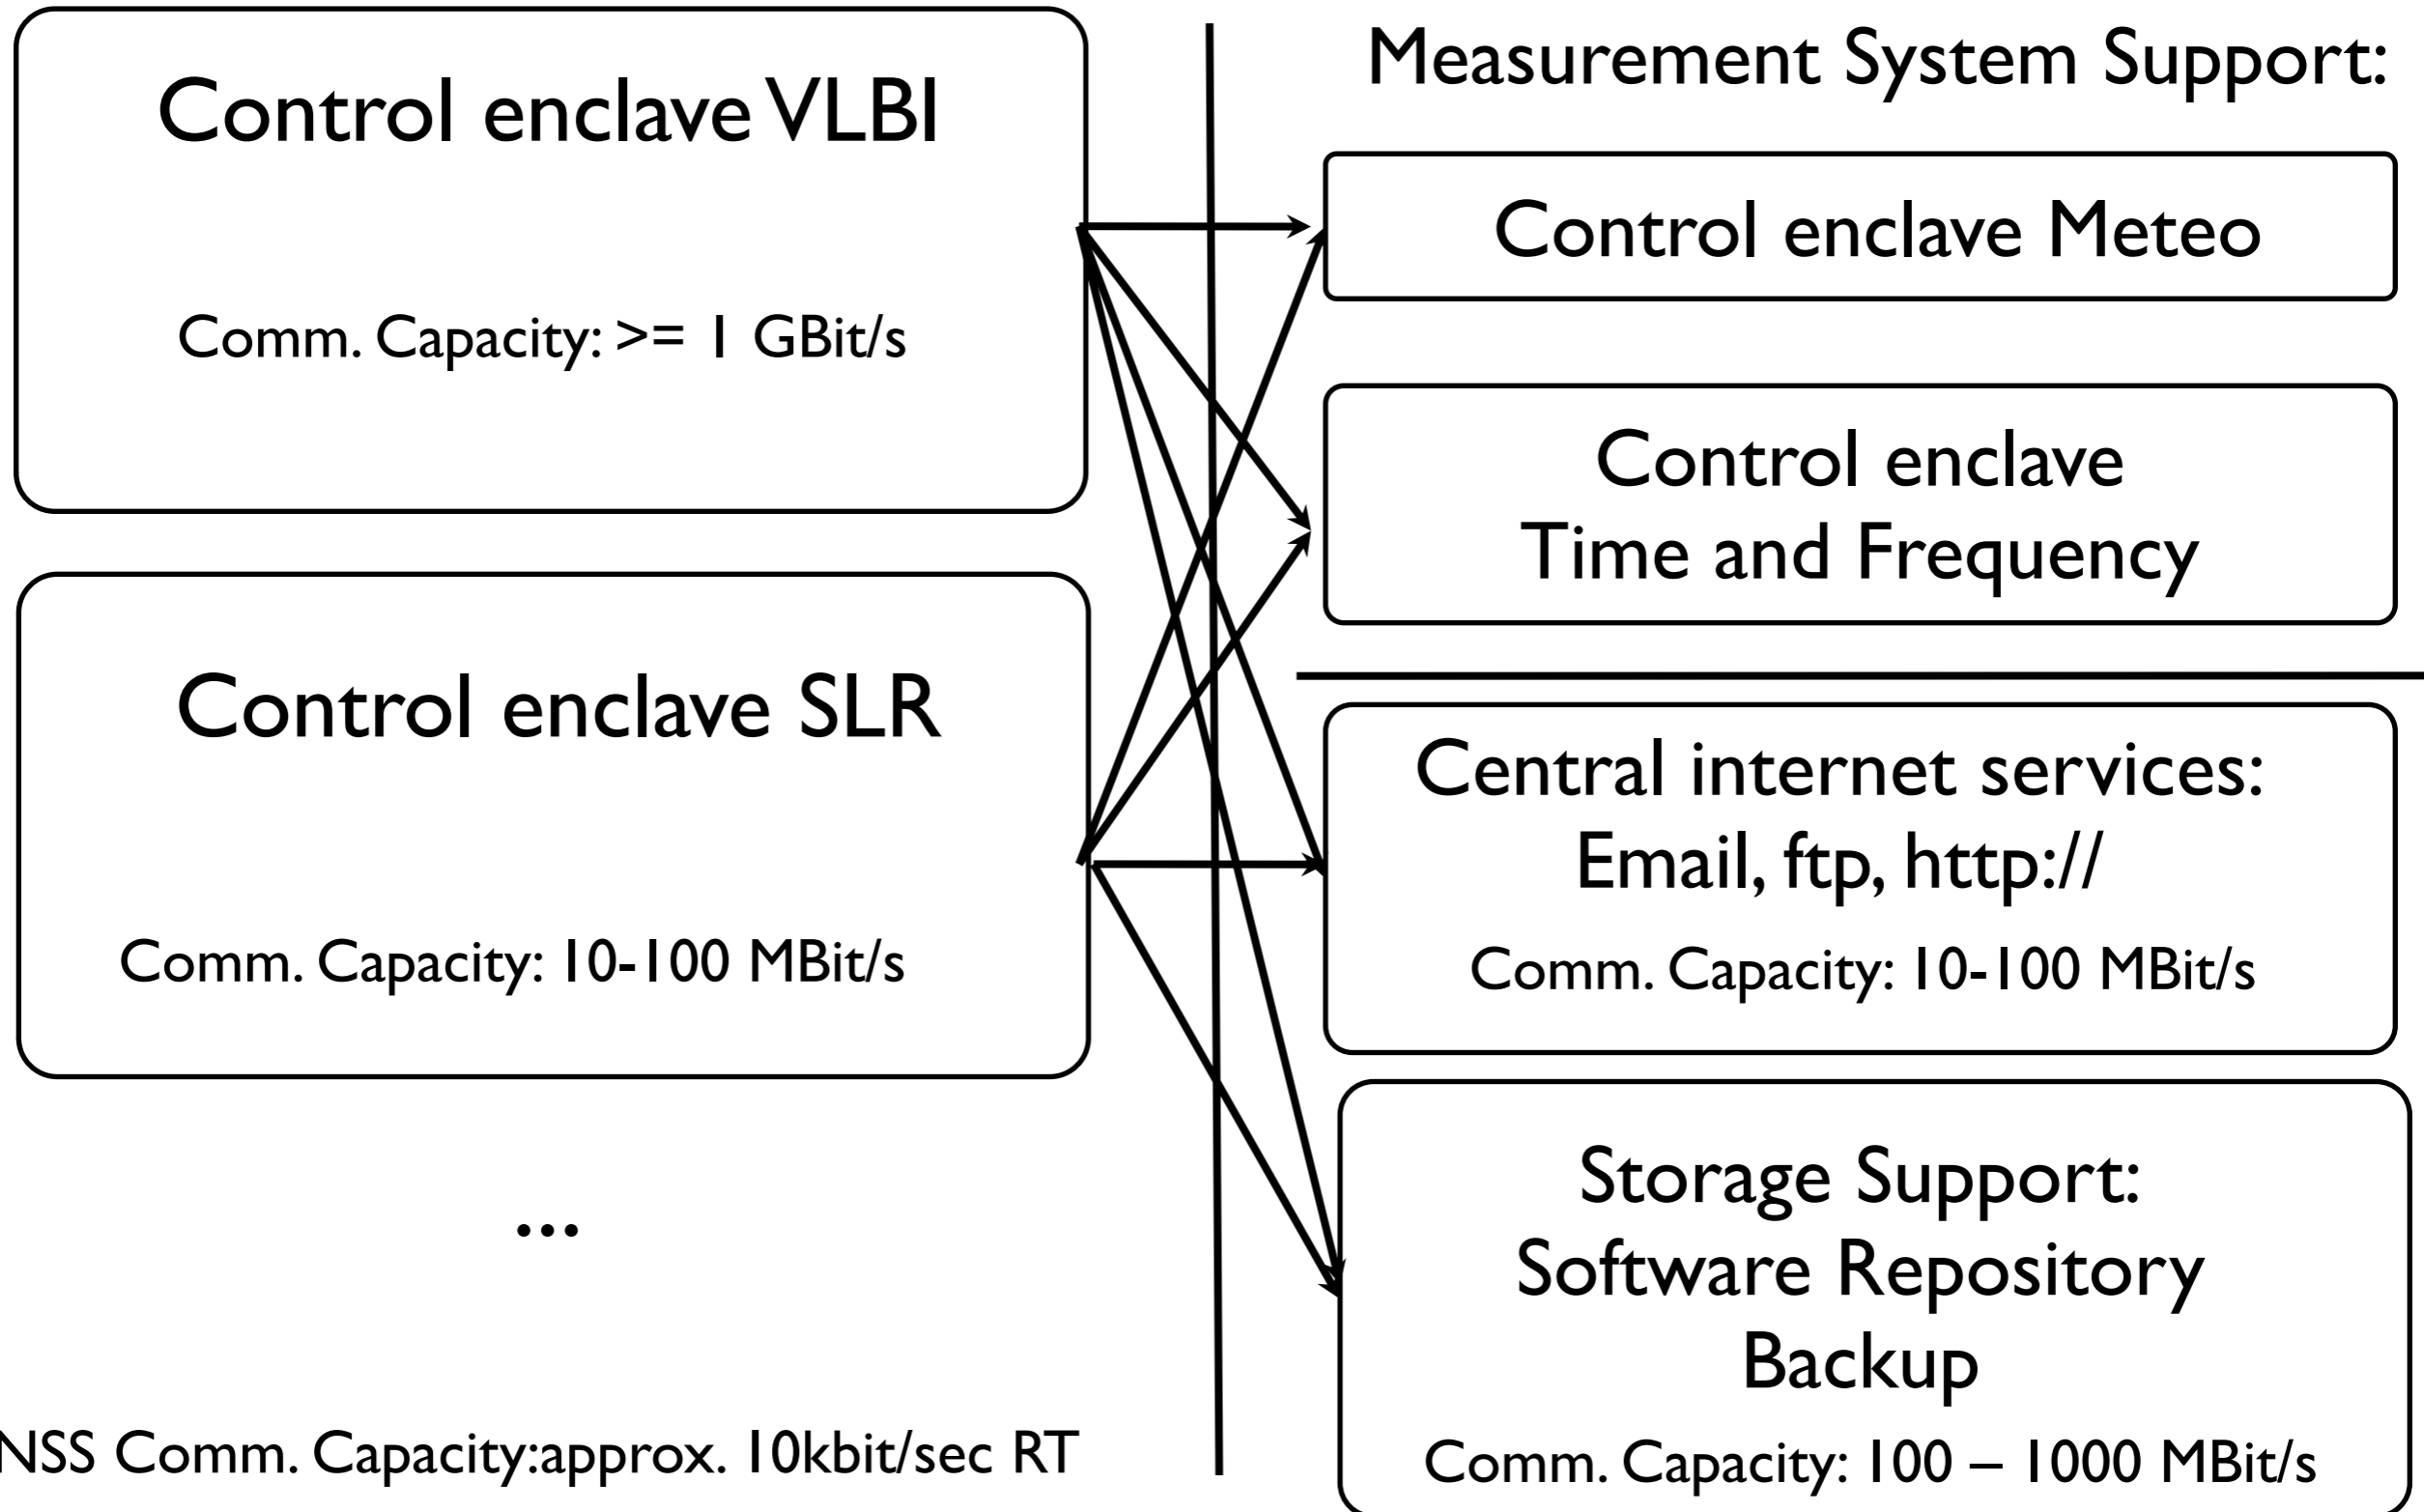 Control enclave VLBI
Comm. Capacity: >= 1 GBit/s
Control enclave SLR
Comm. Capacity: 10-100 MBit/s
...
NSS Comm. Capacity:approx. 10kbit/sec RT
Measurement System Support:
Control enclave Meteo
Control enclave
Time and Frequency
Central internet services:
Email, ftp, http://
Comm. Capacity: 10-100 MBit/s
Storage Support:
Software Repository
Backup
Comm. Capacity: 100 – 1000 MBit/s